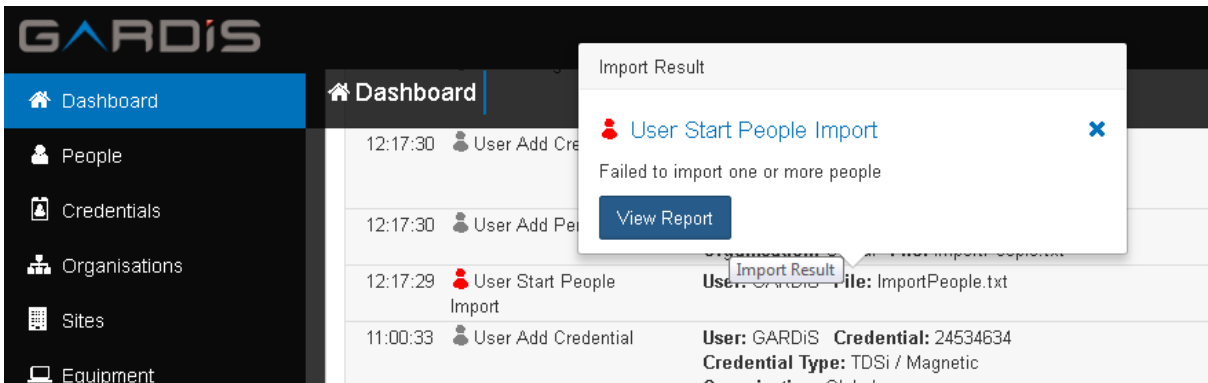 GARDiS
Import Result
Dashboard
Dashboard
User Start People Import
12:17:30 User Add Cre
People
Failed to import one or more people
Credentials
View Report
12:17:30 User Add Per
Organisations
Import Result
12:17:29 User Start People User: GARDiS File: ImportPeople.txt
Import
Sites
11:00:33 User Add Credential User: GARDiS Credential: 24534634
Credential Type: TDSi / Magnetic
Equipment